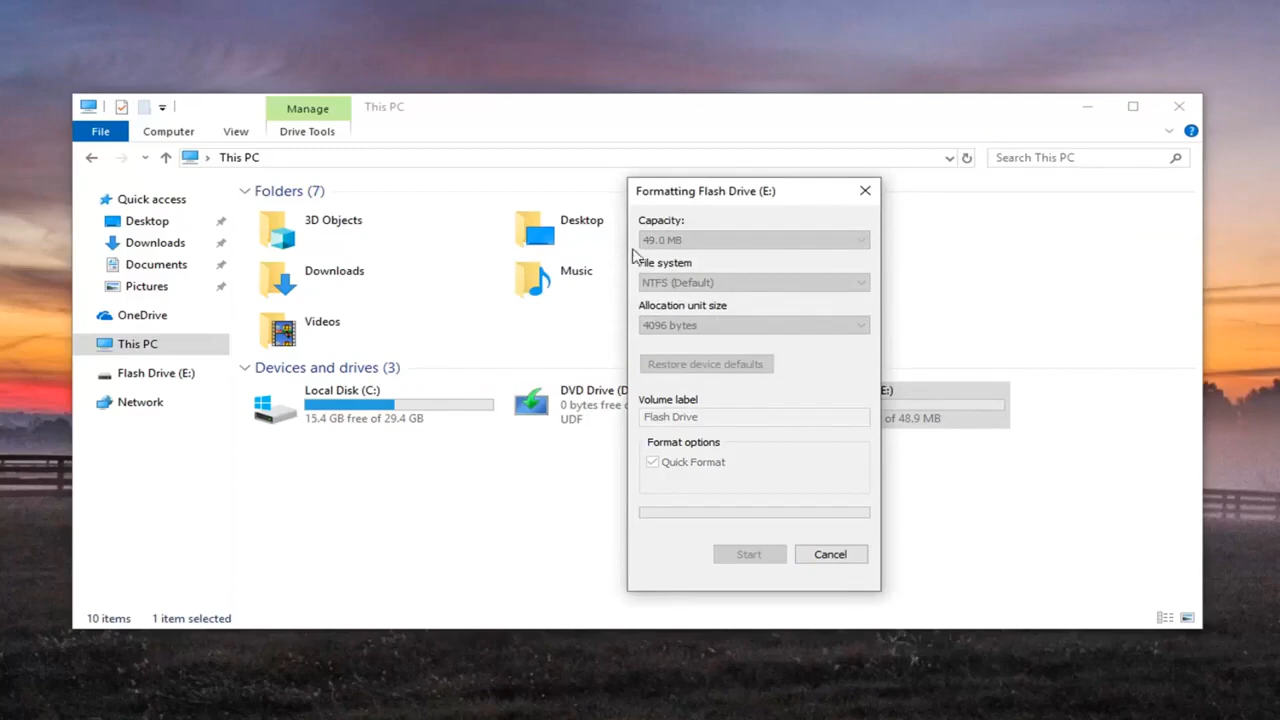 Manage
This PC
File
Computer
View
Drive Tools
This PC
Search This PC
Quick access
Desktop
Downloads
Documents
Pictures
OneDrive
This PC
Flash Drive (E:)
Network
Folders (7)
3D Objects
Desktop
Downloads
Music
Videos
Devices and drives (3)
Local Disk (C:)
15.4 GB free of 29.4 GB
DVD Drive (D
0 bytes free o
UDF
E:)
of 48.9 MB
Formatting Flash Drive (E:)
Capacity:
49.0 MB
File system
NTFS (Default)
Allocation unit size
4096 bytes
Restore device defaults
Volume label
Flash Drive
Format options
Quick Format
Start
Cancel
10 items
1 item selected